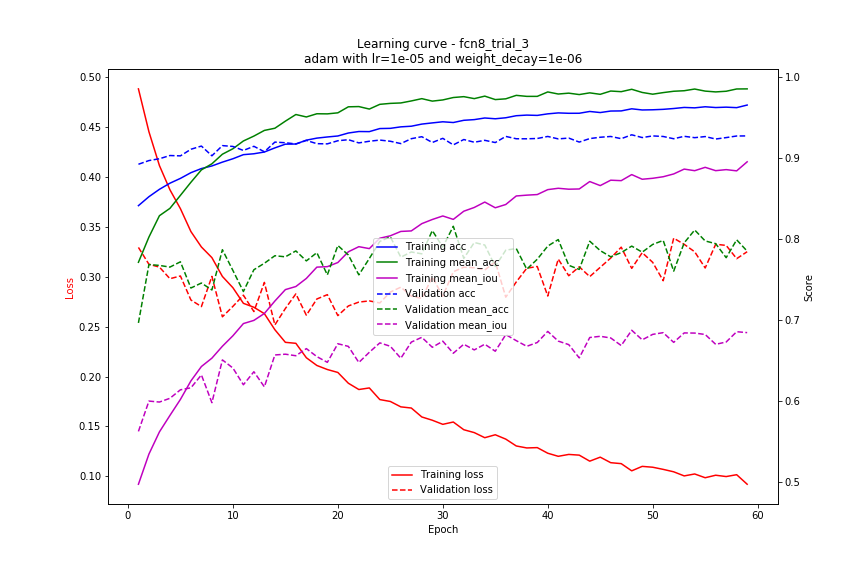 Learning curve - fcn8_trial_3
adam with lr=1e-05 and weight_decay=1e-06
0.50
0.45
0.40
0.35
0.30
0.25
0.20
0.15
0.10
Loss
1.0
0.9
0.8
0.7
0.6
0.5
Score
Training acc
Training mean_acc
Training mean_iou
Validation acc
Validation mean_acc
Validation mean_iou
Training loss
Validation loss
0 10 20 30 40 50 60
Epoch